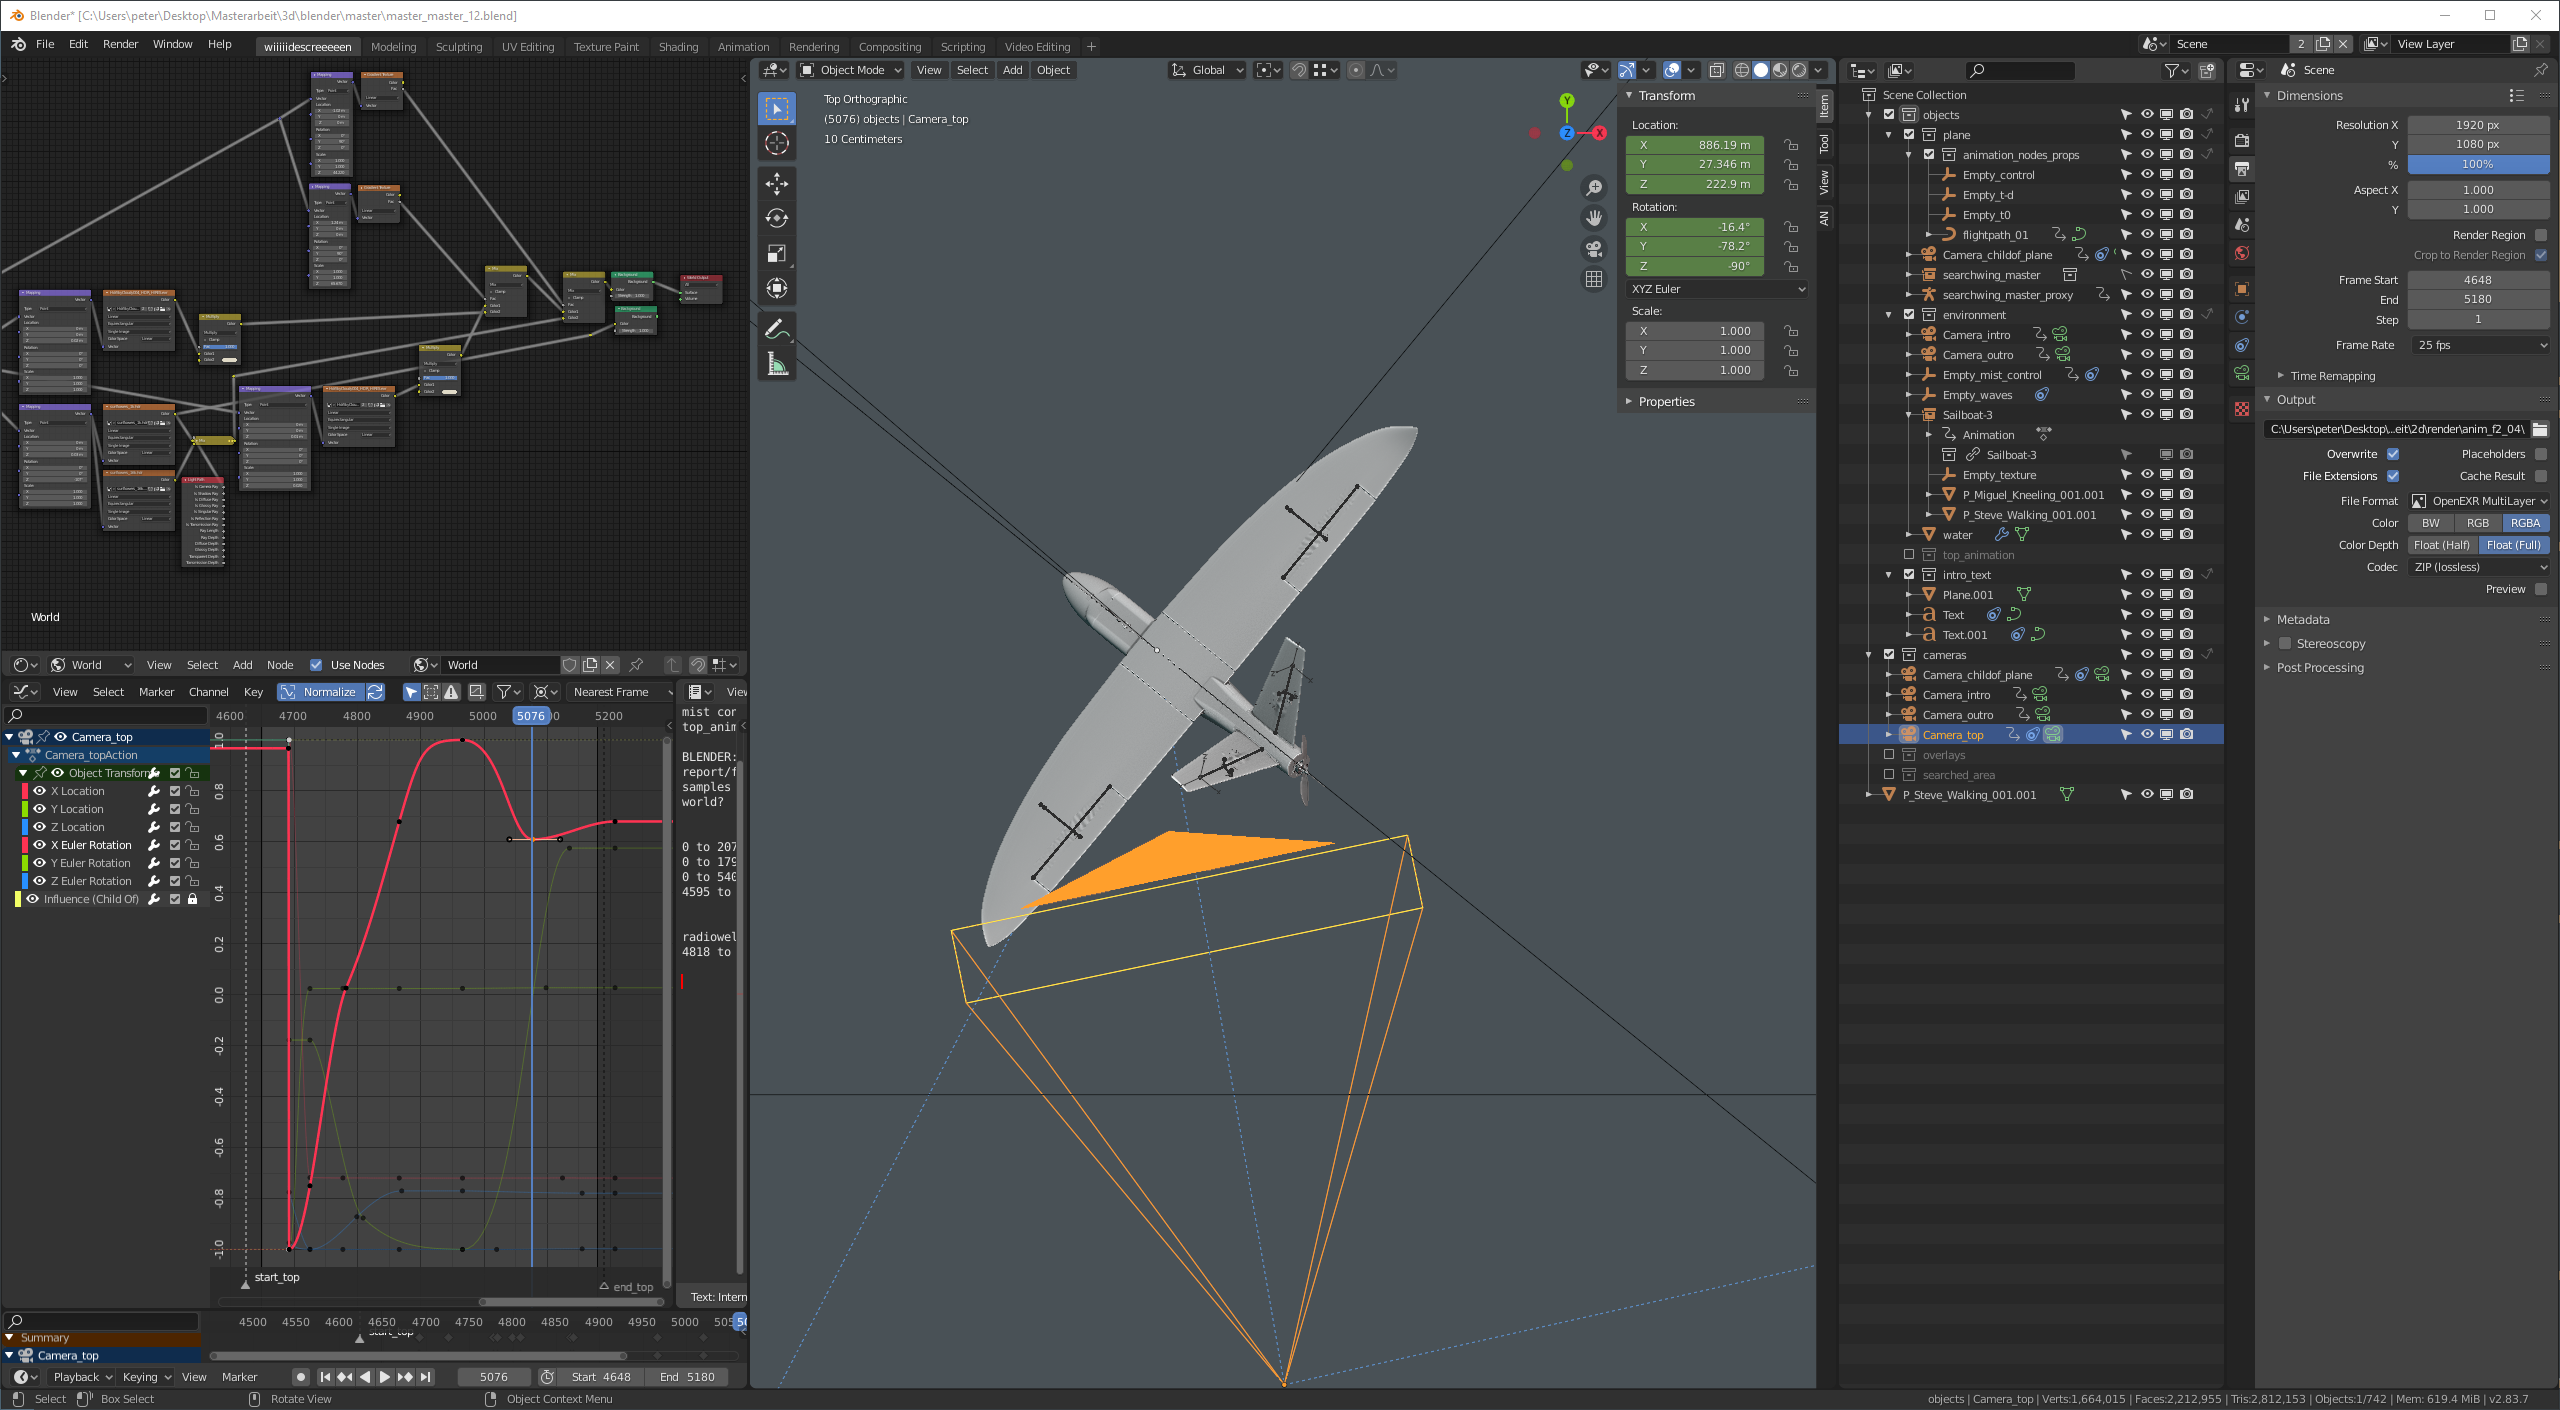 Blender* [C:\Users\peter\Desktop\Masterarbeit\3d\blender\master\master_master_12.blend]
File Edit Render Window Help
wiiiiidescreeeeen Modeling Sculpting UV Editing Texture Paint Shading Animation Rendering Compositing Scripting Video Editing +
Scene 2 View Layer
Object Mode View Select Add Object Global
Top Orthographic
(5076) objects | Camera_top
10 Centimeters
Y
Z X
Transform
Location:
X 886.19 m
Y 27.346 m
Z 222.9 m
Rotation:
X -16.4°
Y -78.2°
Z -90°
XYZ Euler
Scale:
X 1.000
Y 1.000
Z 1.000
Properties
Item
Tool
View
AN
Scene Collection
objects
plane
animation_nodes_props
Empty_control
Empty_t-d
Empty_t0
flightpath_01
Camera_childof_plane
searchwing_master
searchwing_master_proxy
environment
Camera_intro
Camera_outro
Empty_mist_control
Empty_waves
Sailboat-3
Animation
Sailboat-3
Empty_texture
P_Miguel_Kneeling_001.001
P_Steve_Walking_001.001
water
top_animation
intro_text
Plane.001
Text
Text.001
cameras
Camera_childof_plane
Camera_intro
Camera_outro
Camera_top
overlays
searched_area
P_Steve_Walking_001.001
Scene
Dimensions
Resolution X 1920 px
Y 1080 px
% 100%
Aspect X 1.000
Y 1.000
Render Region
Crop to Render Region
Frame Start 4648
End 5180
Step 1
Frame Rate 25 fps
Time Remapping
Output
C:\Users\peter\Desktop\...eit\2d\render\anim_f2_04\
Overwrite Placeholders
File Extensions Cache Result
File Format OpenEXR MultiLayer
Color BW RGB RGBA
Color Depth Float (Half) Float (Full)
Codec ZIP (lossless)
Preview
Metadata
Stereoscopy
Post Processing
World
World View Select Add Node Use Nodes World
View Select Marker Channel Key Normalize Nearest Frame
4600 4700 4800 4900 5000 5076 5200
Camera_top
Camera_topAction
Object Transform
X Location
Y Location
Z Location
X Euler Rotation
Y Euler Rotation
Z Euler Rotation
Influence (Child Of)
1.0
0.8
0.6
0.4
0.2
0.0
-0.2
-0.4
-0.6
-0.8
-1.0
start_top
end_top
mist cor
top_anim
BLENDER:
report/f
samples
world?
0 to 207
0 to 179
0 to 540
4595 to
radiowel
4818 to
Text: Intern
4500 4550 4600 4650 4700 4750 4800 4850 4900 4950 5000
start_top
Summary
Camera_top
Playback Keying View Marker 5076 Start 4648 End 5180
Select Box Select Rotate View Object Context Menu
objects | Camera_top | Verts:1,664,015 | Faces:2,212,955 | Tris:2,812,153 | Objects:1/742 | Mem: 619.4 MiB | v2.83.7